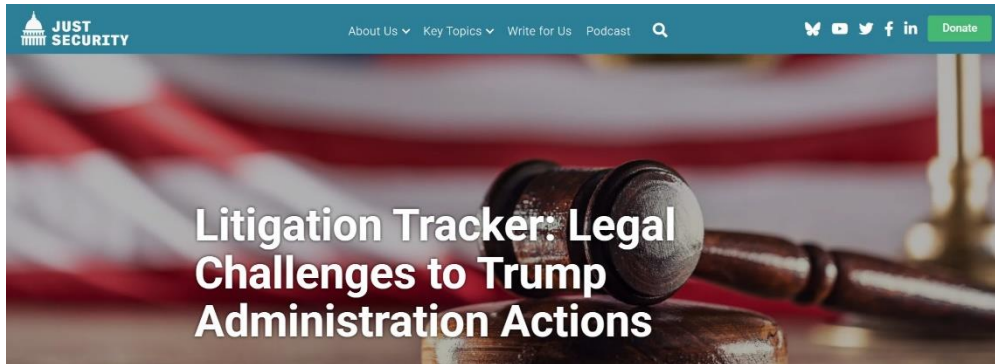 JUST
SECURITY
About Us Key Topics Write for Us Podcast
Donate
Litigation Tracker: Legal
Challenges to Trump
Administration Actions